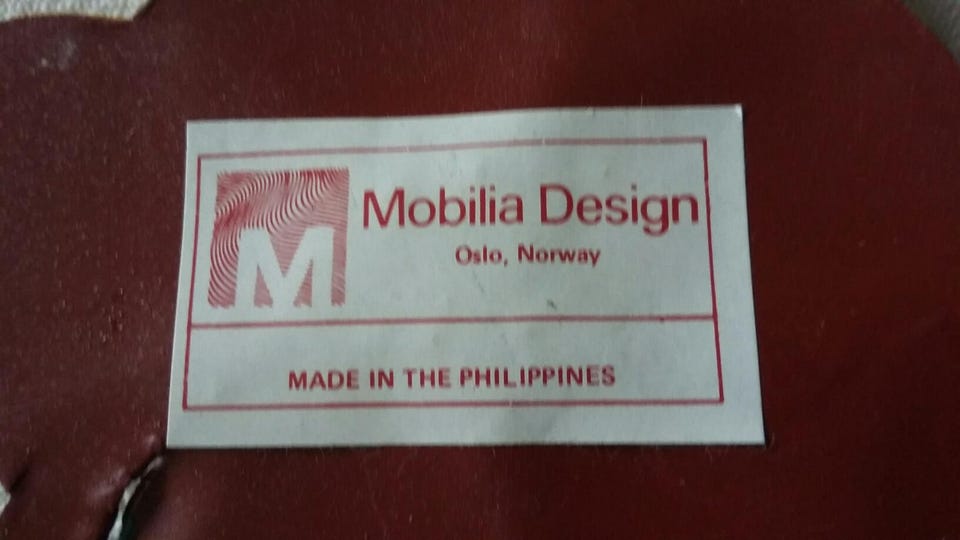 M
Mobilia Design
Oslo, Norway
MADE IN THE PHILIPPINES